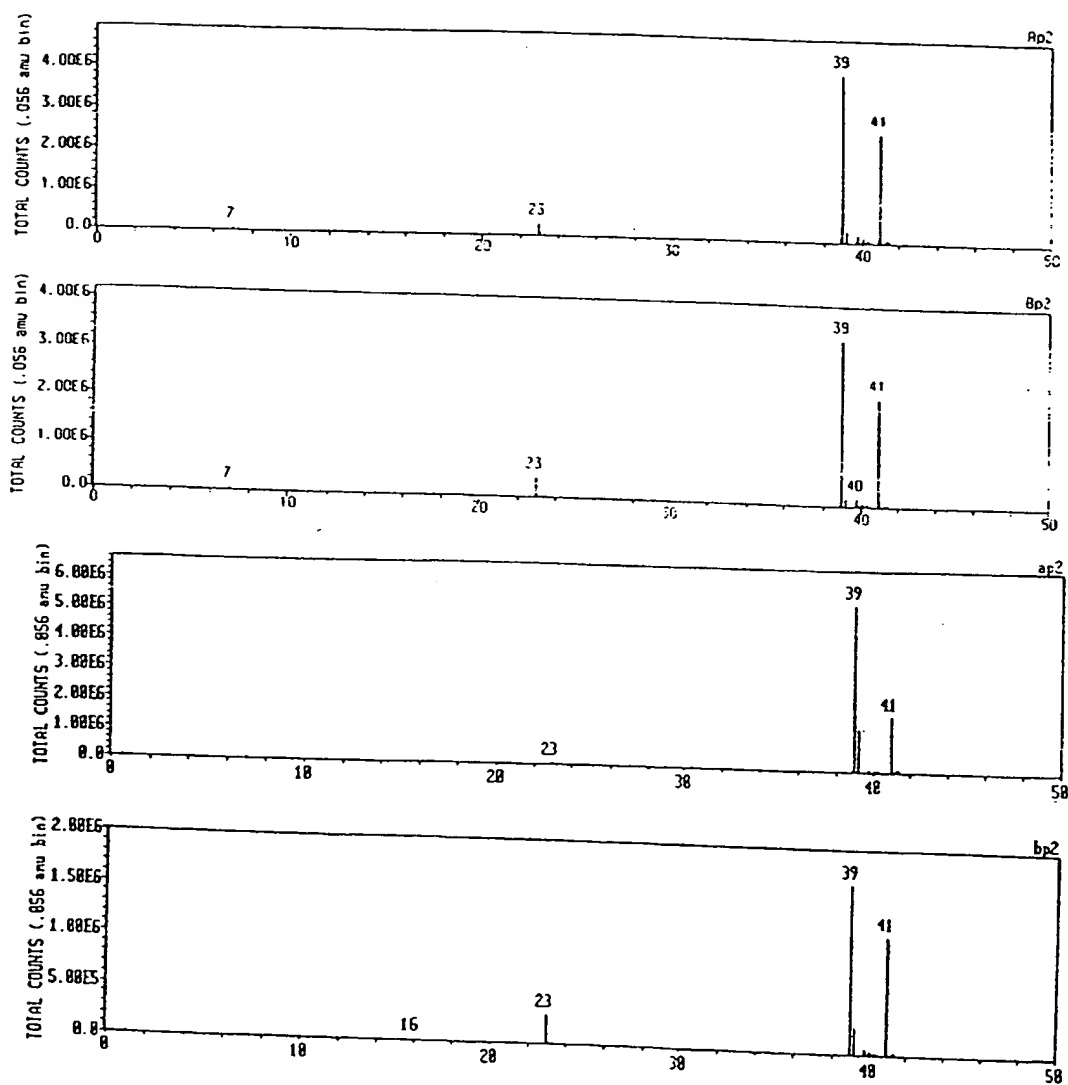 Ap2
TOTAL COUNTS (.056 amu bin)
4.00E6
3.00E6
2.00E6
1.00E6
0.0
39
41
7
23
0 10 20 30 40 50
Bp2
TOTAL COUNTS (.056 amu bin)
4.00E6
3.00E6
2.00E6
1.00E6
0.0
39
41
7
23
40
0 10 20 30 40 50
ap2
TOTAL COUNTS (.056 amu bin)
6.00E6
5.00E6
4.00E6
3.00E6
2.00E6
1.00E6
0.0
39
41
23
0 10 20 30 40 50
bp2
TOTAL COUNTS (.056 amu bin)
2.00E6
1.50E6
1.00E6
5.00E5
0.0
39
41
16
23
0 10 20 30 40 50